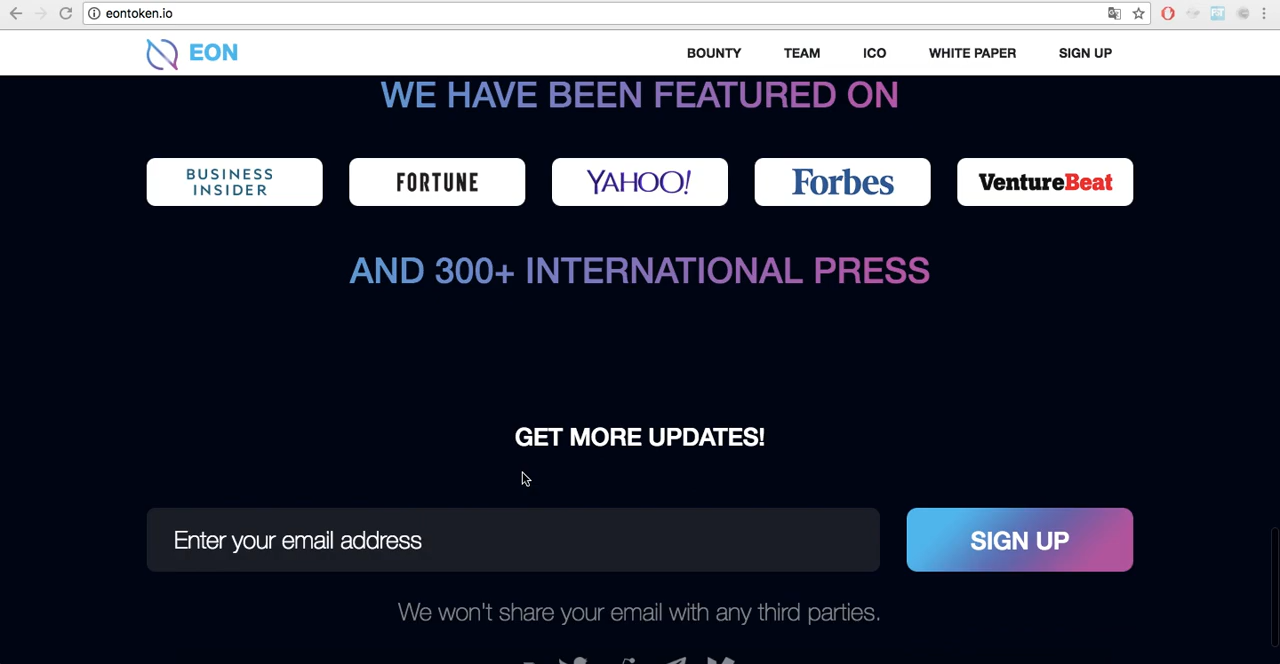 eontoken.io
EON
BOUNTY TEAM ICO WHITE PAPER SIGN UP
WE HAVE BEEN FEATURED ON
BUSINESS
INSIDER
FORTUNE
YAHOO!
Forbes
VentureBeat
AND 300+ INTERNATIONAL PRESS
GET MORE UPDATES!
Enter your email address
SIGN UP
We won't share your email with any third parties.